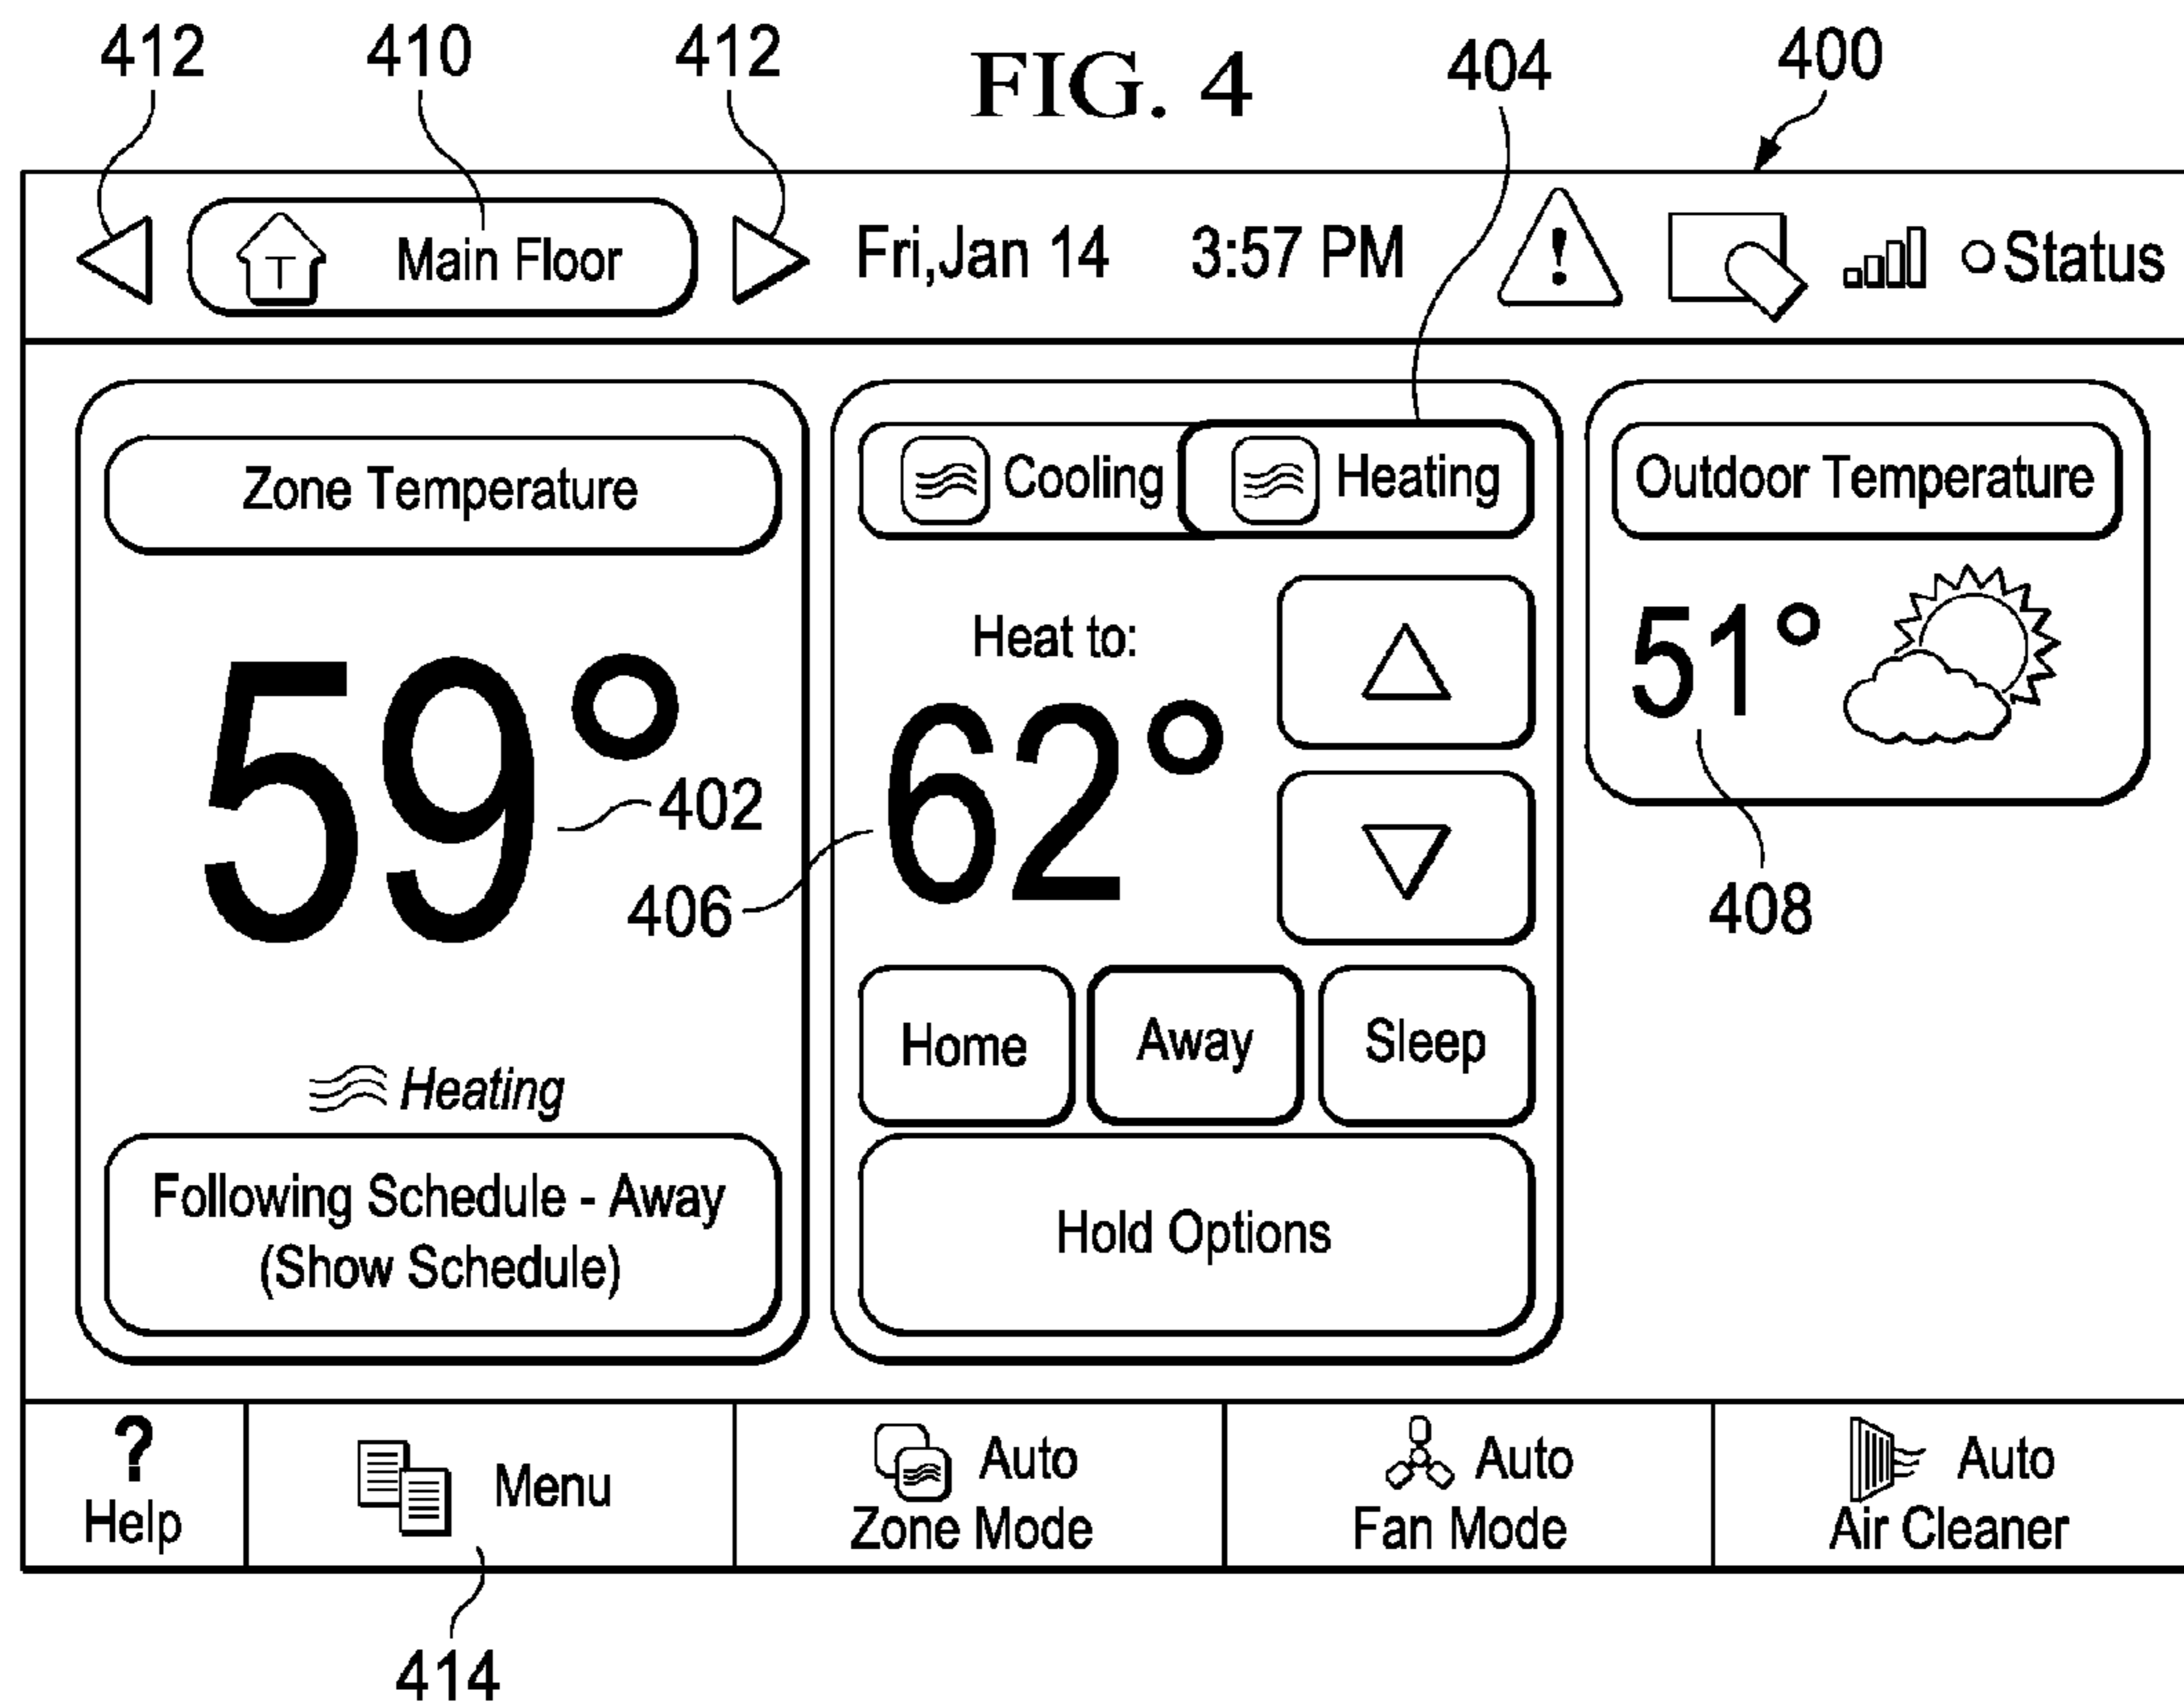 412
410
412
FIG. 4
404
400
T
Main Floor
Fri,Jan 14
3:57 PM
!
Status
Zone Temperature
59°
402
Heating
Following Schedule - Away
(Show Schedule)
Cooling
Heating
Heat to:
62°
406
Home
Away
Sleep
Hold Options
Outdoor Temperature
51°
408
?
Help
Menu
Auto
Zone Mode
Auto
Fan Mode
Auto
Air Cleaner
414